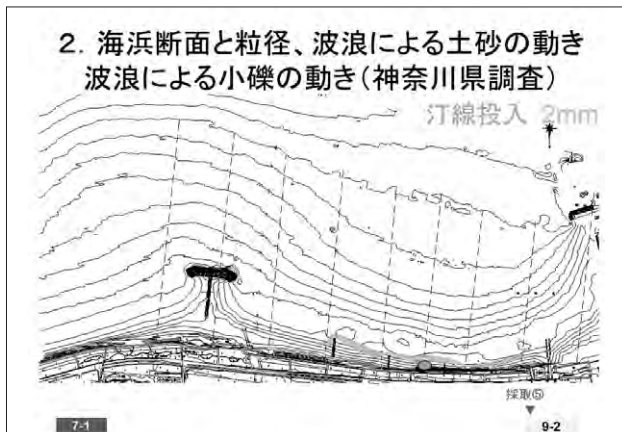 2．海浜断面と粒径、波浪による土砂の動き
波浪による小礫の動き（神奈川県調査）
汀線投入 2mm
採取⑤
7-1
9-2